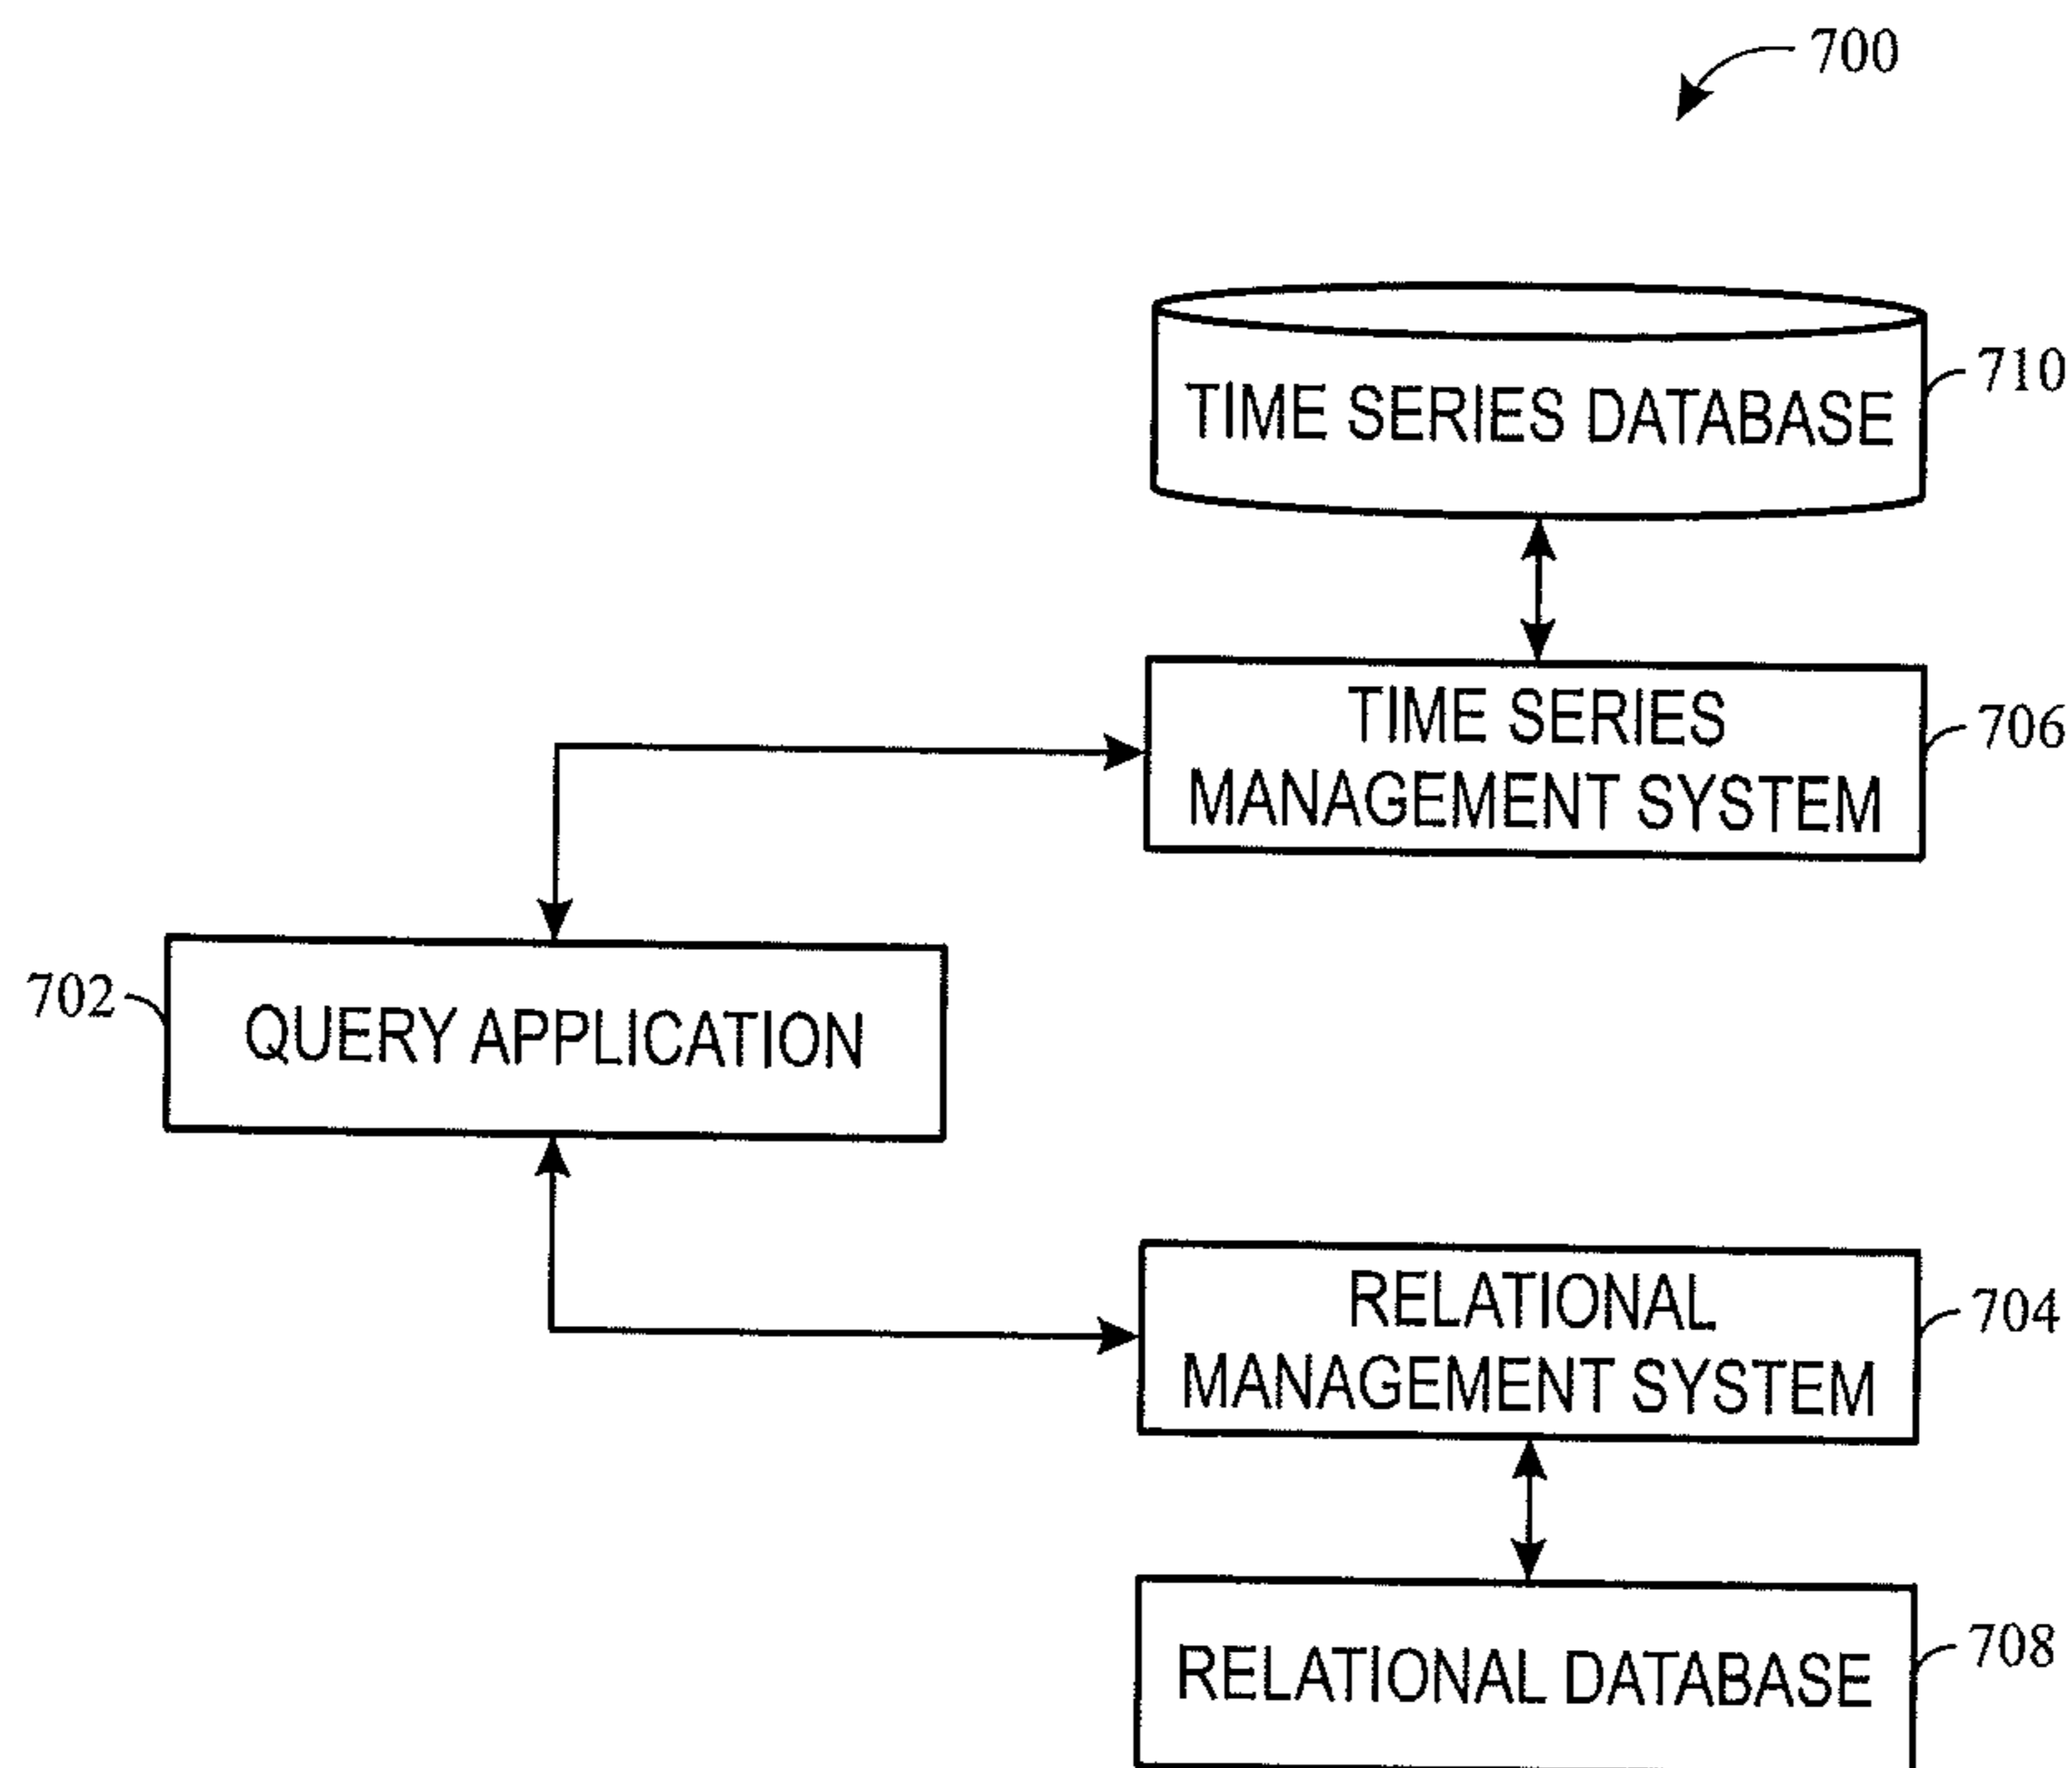 700
TIME SERIES DATABASE
710
TIME SERIES
MANAGEMENT SYSTEM
706
702
QUERY APPLICATION
RELATIONAL
MANAGEMENT SYSTEM
704
RELATIONAL DATABASE
708